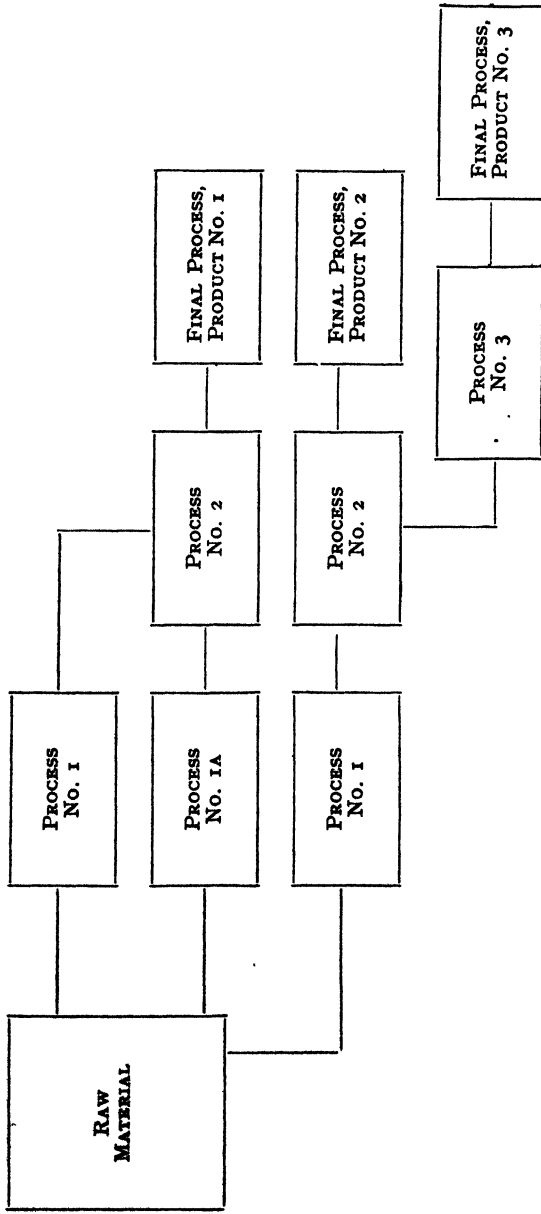 RAW
MATERIAL
PROCESS
No. 1
PROCESS
No. 1A
PROCESS
No. 1
PROCESS
No. 2
PROCESS
No. 2
FINAL PROCESS,
PRODUCT No. 1
FINAL PROCESS,
PRODUCT No. 2
PROCESS
No. 3
FINAL PROCESS,
PRODUCT No. 3